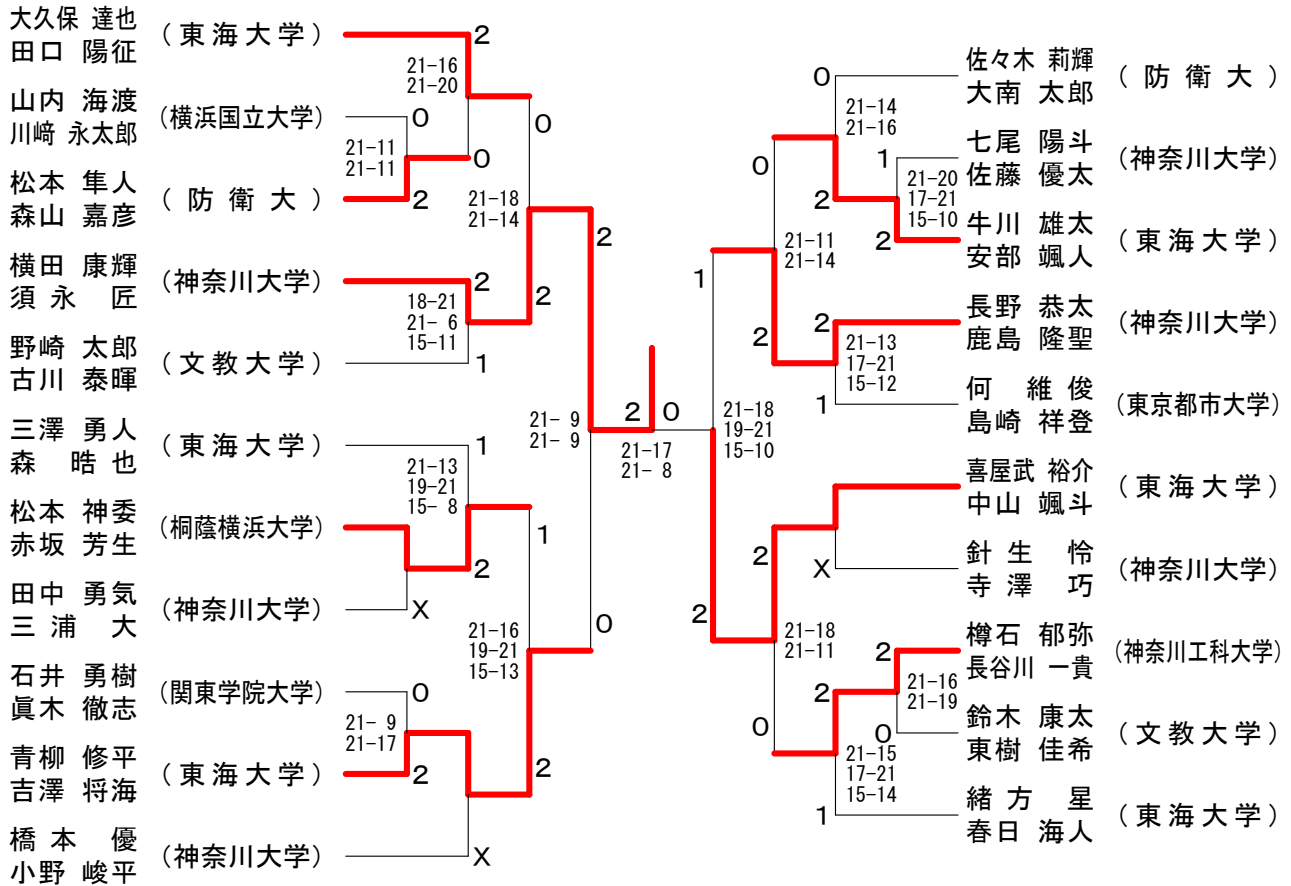 大久保 達也
田口 陽征
(東海大学)
2
21-16
21-20
山内 海渡
川﨑 永太郎
(横浜国立大学)
0
21-11
21-11
0
0
松本 隼人
森山 嘉彦
(防衛大)
2
21-18
21-14
2
横田 康輝
須永 匠
(神奈川大学)
2
2
18-21
21- 6
15-11
野崎 太郎
古川 泰暉
(文教大学)
1
三澤 勇人
森 晧也
(東海大学)
1
21- 9
21- 9
21-13
19-21
15- 8
松本 神委
赤坂 芳生
(桐蔭横浜大学)
1
2
田中 勇気
三浦 大
(神奈川大学)
X
21-16
19-21
15-13
0
石井 勇樹
眞木 徹志
(関東学院大学)
0
21- 9
21-17
青柳 修平
吉澤 将海
(東海大学)
2
2
橋本 優
小野 峻平
(神奈川大学)
X
2
0
21-17
21- 8
佐々木 莉輝
大南 太郎
(防衛大)
0
21-14
21-16
七尾 陽斗
佐藤 優太
(神奈川大学)
1
0
21-20
17-21
15-10
2
牛川 雄太
安部 颯人
(東海大学)
2
21-11
21-14
1
長野 恭太
鹿島 隆聖
(神奈川大学)
2
2
21-13
17-21
15-12
何 維俊
島崎 祥登
(東京都市大学)
1
21-18
19-21
15-10
喜屋武 裕介
中山 颯斗
(東海大学)
2
針生 怜
寺澤 巧
(神奈川大学)
X
2
21-18
21-11
樽石 郁弥
長谷川 一貴
(神奈川工科大学)
2
21-16
21-19
2
鈴木 康太
東樹 佳希
(文教大学)
0
0
21-15
17-21
15-14
緒方 星
春日 海人
(東海大学)
1